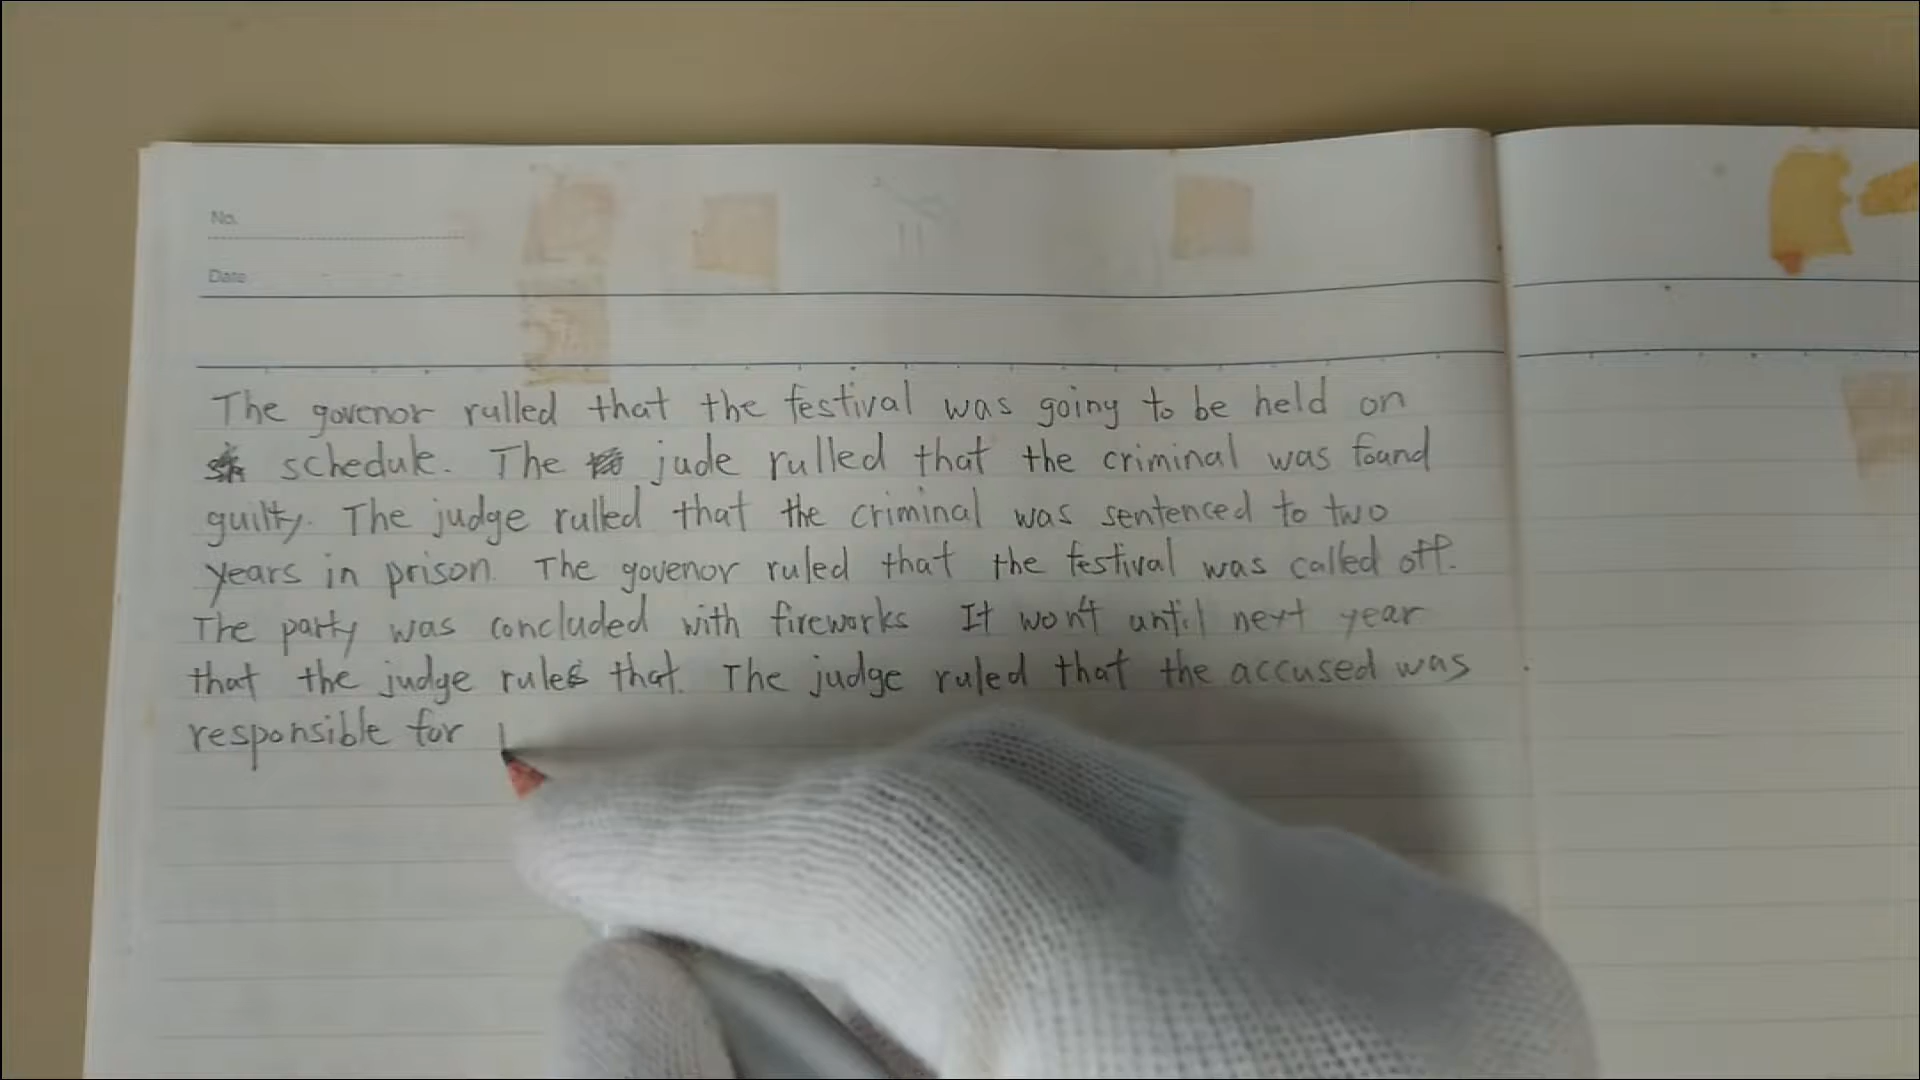 No.
Date
The govenor rulled that the festival was going to be held on
schedule. The jude rulled that the criminal was found
guilty. The judge rulled that the criminal was sentenced to two
years in prison. The govenor ruled that the festival was called off.
The party was concluded with fireworks It won't until next year
that the judge rules that. The judge ruled that the accused was
responsible for